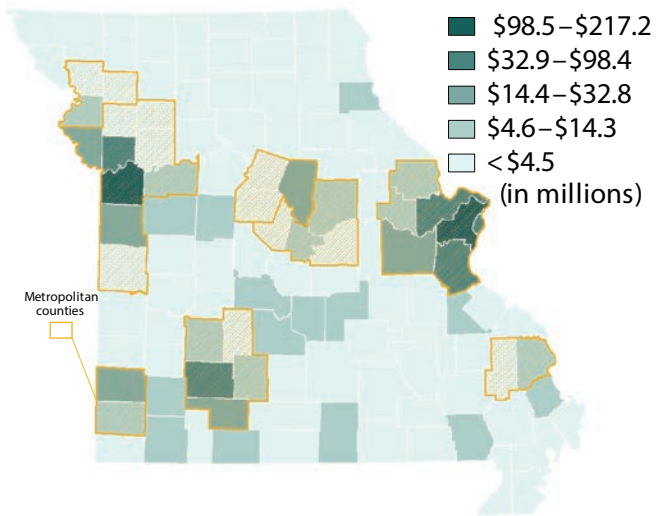 $98.5–$217.2
$32.9–$98.4
$14.4–$32.8
$4.6–$14.3
<$4.5
(in millions)
Metropolitan
counties